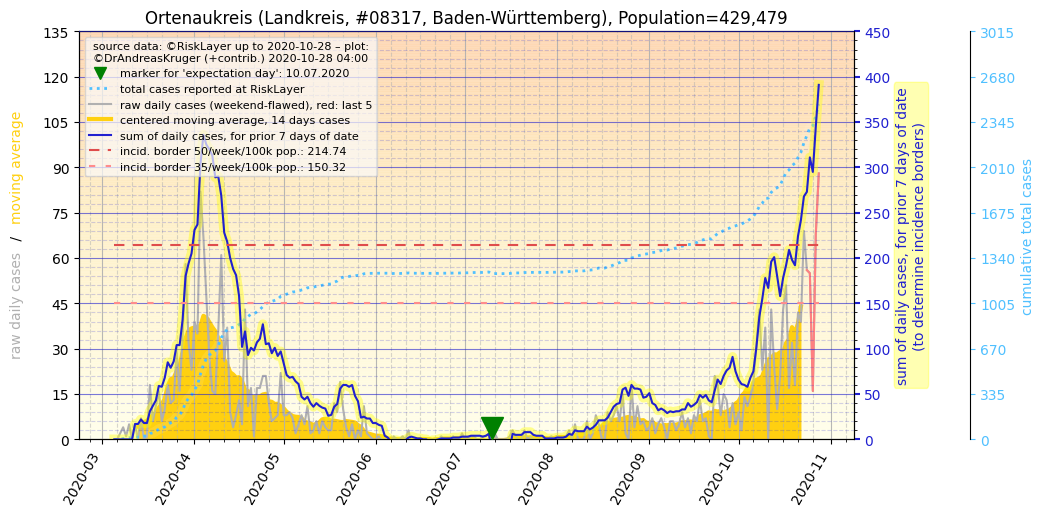 Ortenaukreis (Landkreis, #08317, Baden-Württemberg), Population=429,479
source data: ©RiskLayer up to 2020-10-28 – plot:
©DrAndreasKruger (+contrib.) 2020-10-28 04:00
marker for 'expectation day': 10.07.2020
total cases reported at RiskLayer
raw daily cases (weekend-flawed), red: last 5
centered moving average, 14 days cases
sum of daily cases, for prior 7 days of date
incid. border 50/week/100k pop.: 214.74
incid. border 35/week/100k pop.: 150.32
raw daily cases / moving average
135
120
105
90
75
60
45
30
15
0
2020-03
2020-04
2020-05
2020-06
2020-07
2020-08
2020-09
2020-10
2020-11
450
400
350
300
250
200
150
100
50
0
sum of daily cases, for prior 7 days of date
(to determine incidence borders)
3015
2680
2345
2010
1675
1340
1005
670
335
0
cumulative total cases